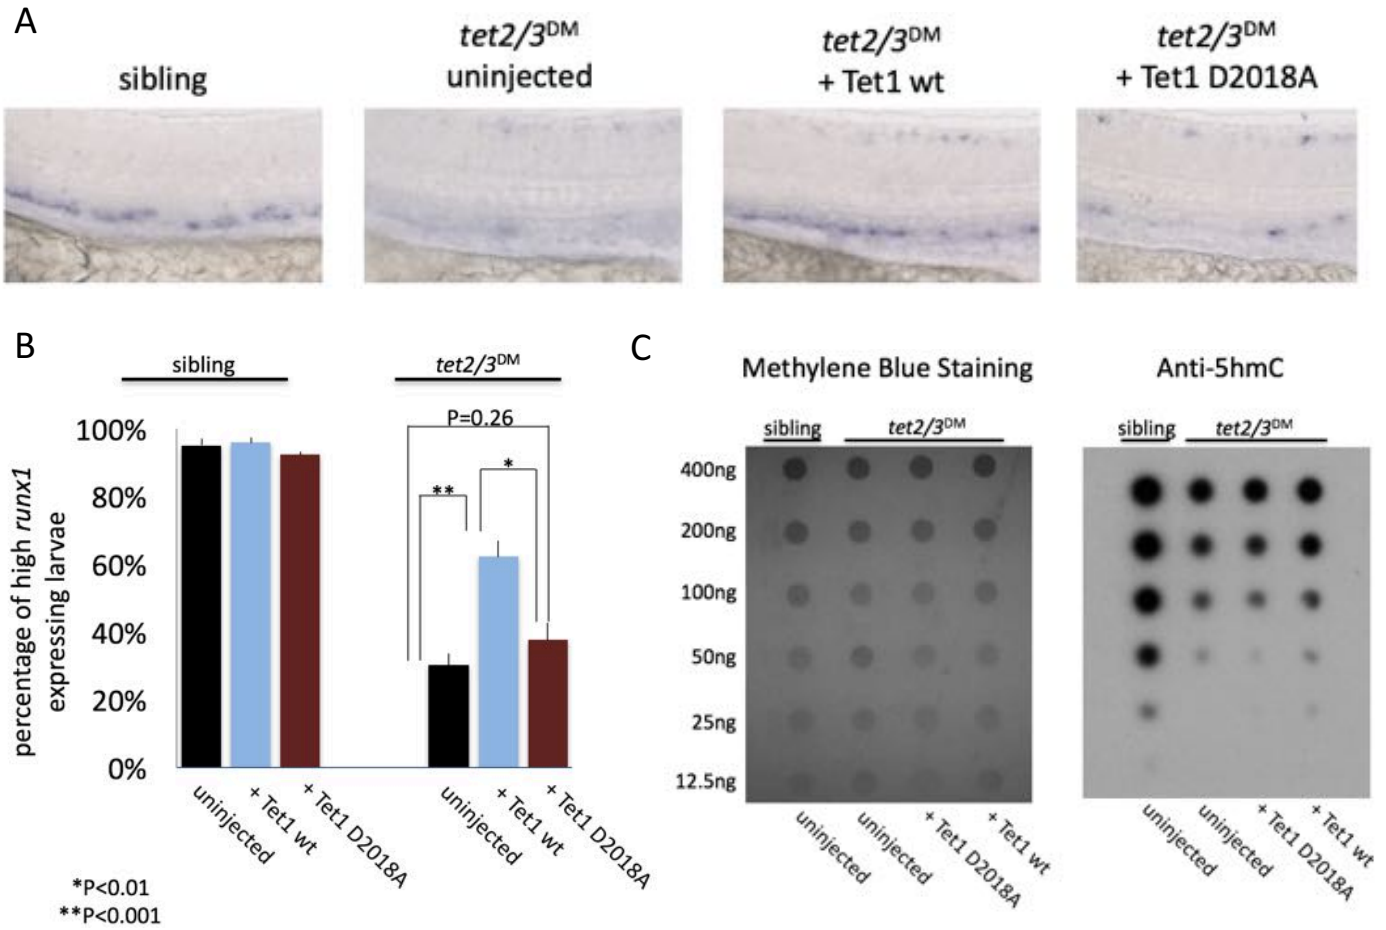 A
sibling
tet2/3DM
uninjected
tet2/3DM
+ Tet1 wt
tet2/3DM
+ Tet1 D2018A
B
sibling
tet2/3DM
P=0.26
*
**
percentage of high runx1
expressing larvae
100%
80%
60%
40%
20%
0%
uninjected
+ Tet1 wt
+ Tet1 D2018A
uninjected
+ Tet1 wt
+ Tet1 D2018A
*P<0.01
**P<0.001
C
Methylene Blue Staining
Anti-5hmC
sibling
tet2/3DM
sibling
tet2/3DM
400ng
200ng
100ng
50ng
25ng
12.5ng
uninjected
uninjected
+ Tet1 D2018A
+ Tet1 wt
uninjected
uninjected
+ Tet1 D2018A
+ Tet1 wt